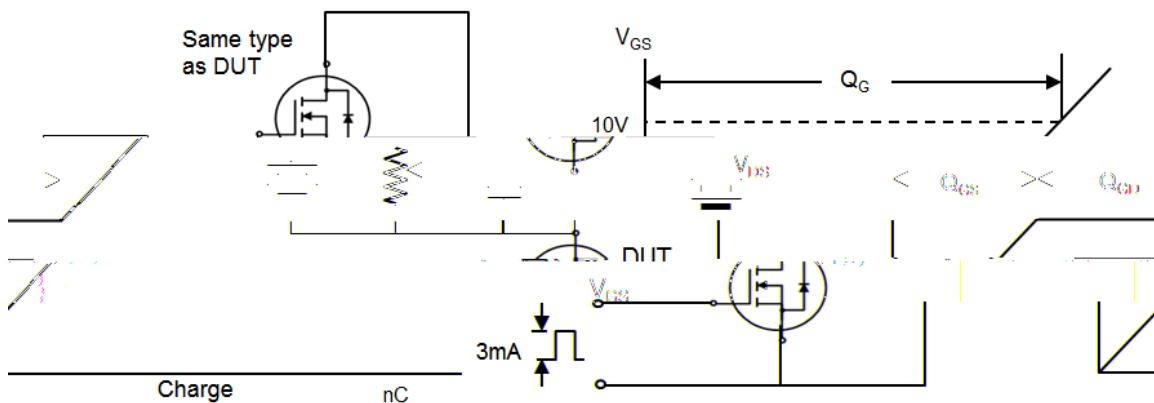 Same type
as DUT
V_GS
Q_G
10V
V_DS
Q_GS
Q_GD
DUT
V_GS
3mA
Charge
nC